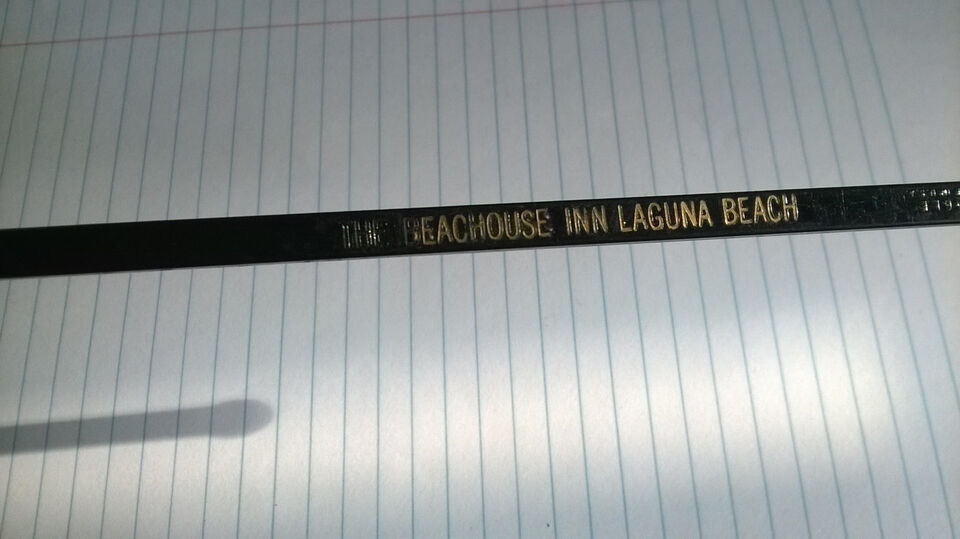 THE BEACHOUSE INN LAGUNA BEACH